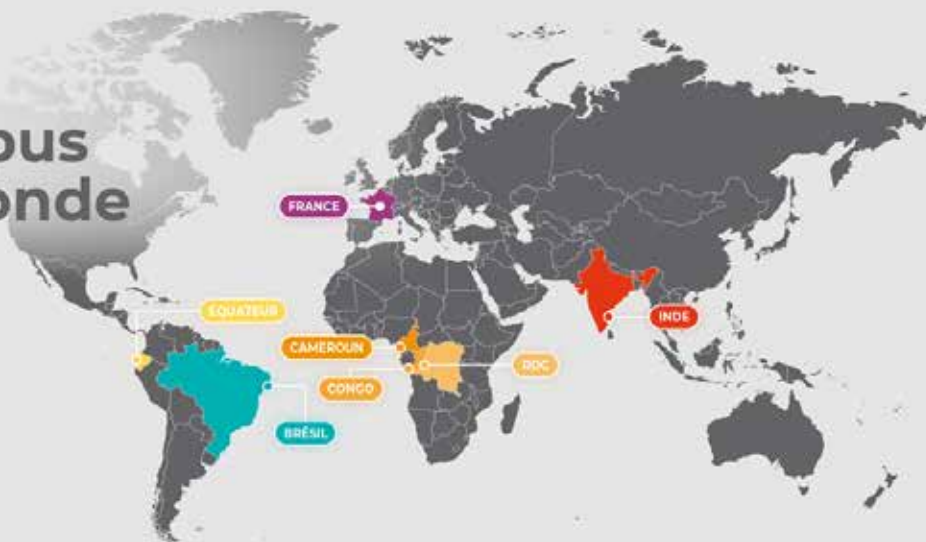 ous
onde
FRANCE
EQUATEUR
INDE
CAMEROUN
RDC
CONGO
BRÉSIL